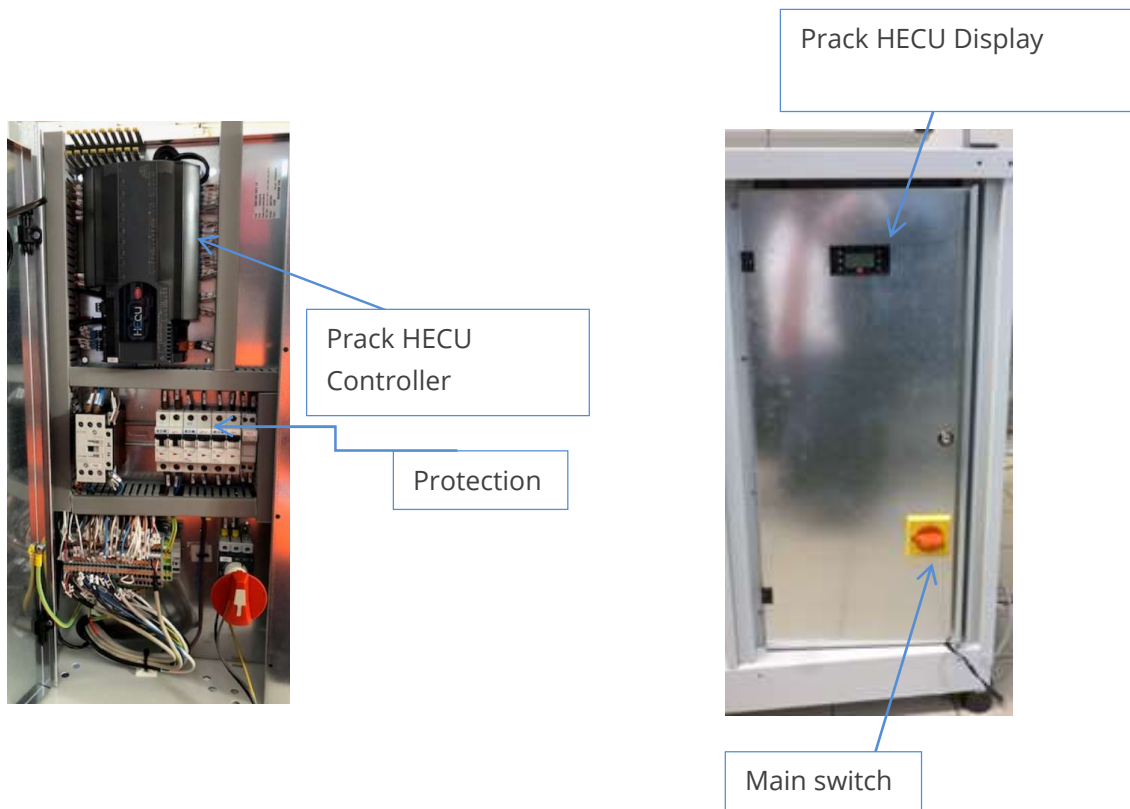 Prack HECU Display
HECU
Prack HECU
Controller
Protection
Main switch